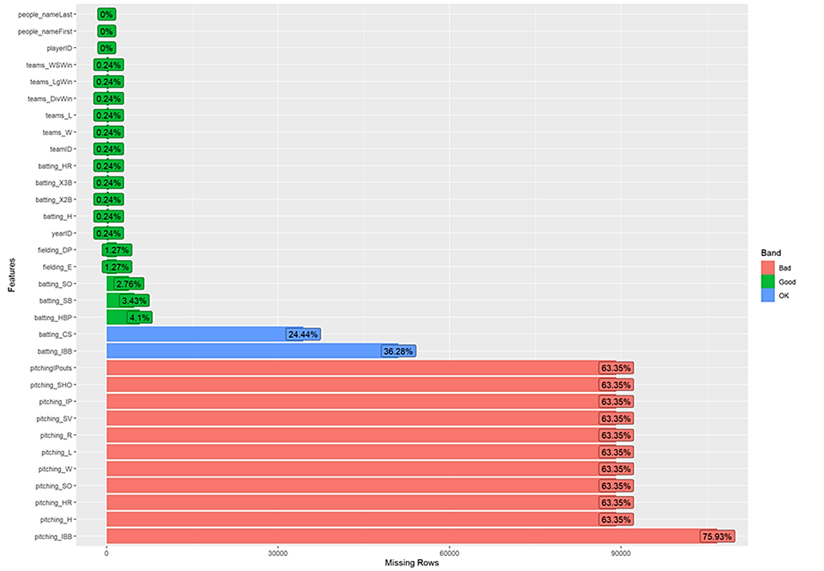 people_nameLast 0%
people_nameFirst 0%
playerID 0%
teams_WSWin 0.24%
teams_LgWin 0.24%
teams_DivWin 0.24%
teams_L 0.24%
teams_W 0.24%
teamID 0.24%
batting_HR 0.24%
batting_X3B 0.24%
batting_X2B 0.24%
batting_H 0.24%
yearID 0.24%
fielding_DP 1.27%
fielding_E 1.27%
batting_SO 2.76%
batting_SB 3.43%
batting_HBP 4.1%
batting_CS 24.44%
batting_IBB 36.28%
pitchingIPouts 63.35%
pitching_SHO 63.35%
pitching_IP 63.35%
pitching_SV 63.35%
pitching_R 63.35%
pitching_L 63.35%
pitching_W 63.35%
pitching_SO 63.35%
pitching_HR 63.35%
pitching_H 63.35%
pitching_IBB 75.93%
0 30000 60000 90000
Missing Rows
Features
Band
Bad
Good
OK